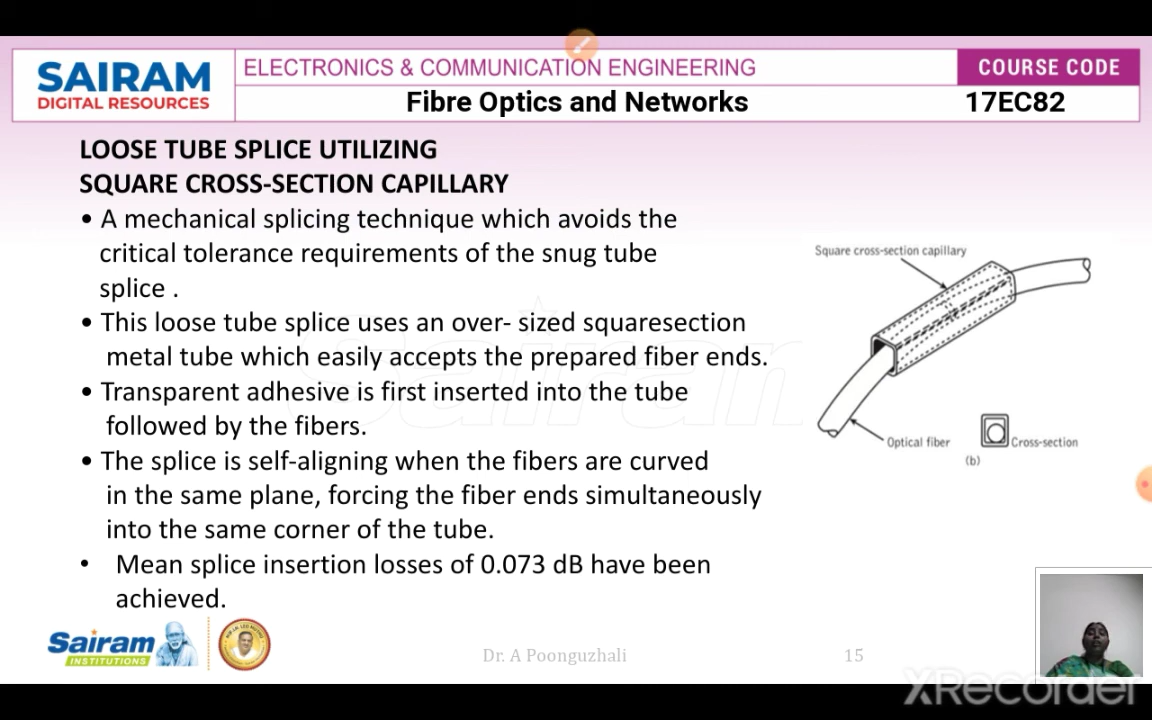 SAIRAM
DIGITAL RESOURCES
ELECTRONICS & COMMUNICATION ENGINEERING
COURSE CODE
Fibre Optics and Networks
17EC82
LOOSE TUBE SPLICE UTILIZING
SQUARE CROSS-SECTION CAPILLARY
• A mechanical splicing technique which avoids the
critical tolerance requirements of the snug tube
splice .
• This loose tube splice uses an over- sized squaresection
metal tube which easily accepts the prepared fiber ends.
• Transparent adhesive is first inserted into the tube
followed by the fibers.
• The splice is self-aligning when the fibers are curved
in the same plane, forcing the fiber ends simultaneously
into the same corner of the tube.
• Mean splice insertion losses of 0.073 dB have been
achieved.
Square cross-section capillary
Optical fiber
Cross-section
(b)
Sairam
Sairam
INSTITUTIONS
Dr. A Poonguzhali
15
XRecorder